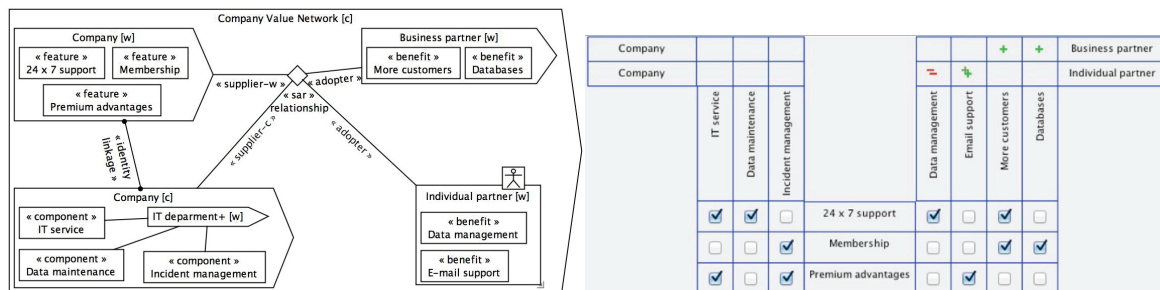 Company Value Network [c]
Company [w]
« feature »
24 x 7 support
« feature »
Membership
« feature »
Premium advantages
Business partner [w]
« benefit »
More customers
« benefit »
Databases
« supplier-w »
« adopter »
« sar »
relationship
« supplier-c »
« adopter »
« identity
linkage »
Company [c]
« component »
IT service
IT deparment+ [w]
« component »
Data maintenance
« component »
Incident management
Individual partner [w]
« benefit »
Data management
« benefit »
E-mail support
Company + + Business partner
Company Individual partner
IT service
Data maintenance
Incident management
Data management
Email support
More customers
Databases
24 x 7 support
Membership
Premium advantages